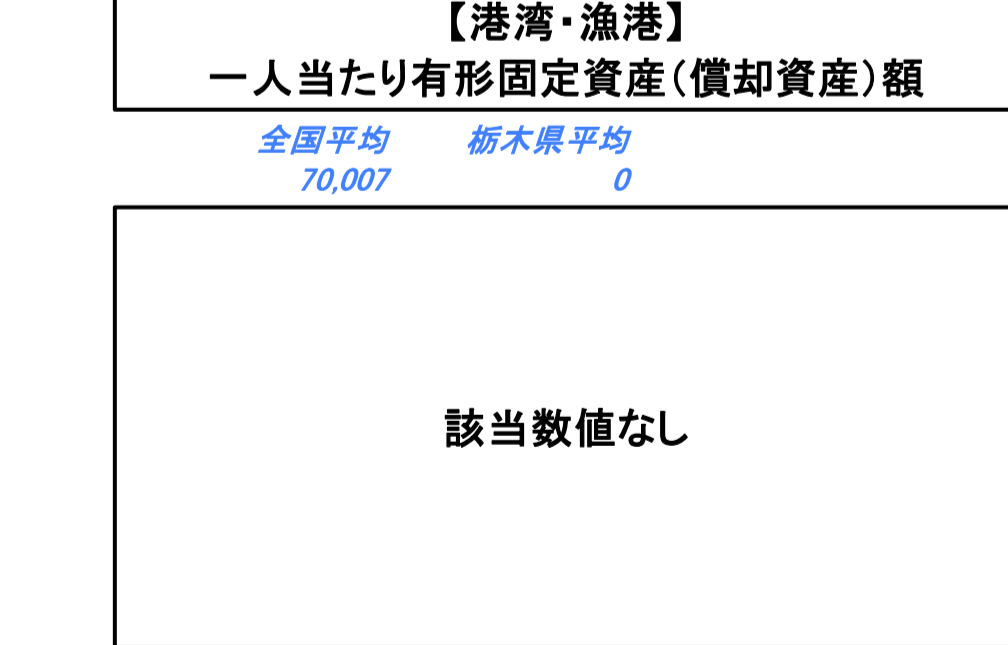 【港湾・漁港】
一人当たり有形固定資産（償却資産）額
全国平均 栃木県平均
70,007 0
該当数値なし